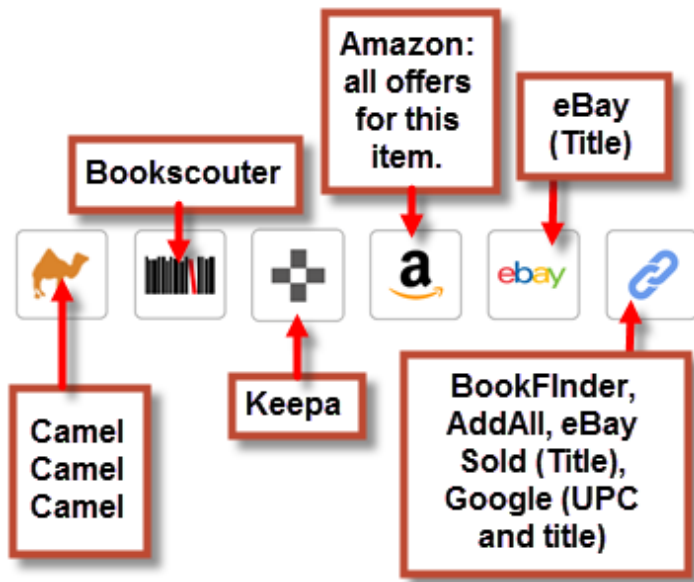 Amazon:
all offers
for this
item.
eBay
(Title)
Bookscouter
a
ebay
Keepa
Camel
Camel
Camel
BookFInder,
AddAll, eBay
Sold (Title),
Google (UPC
and title)